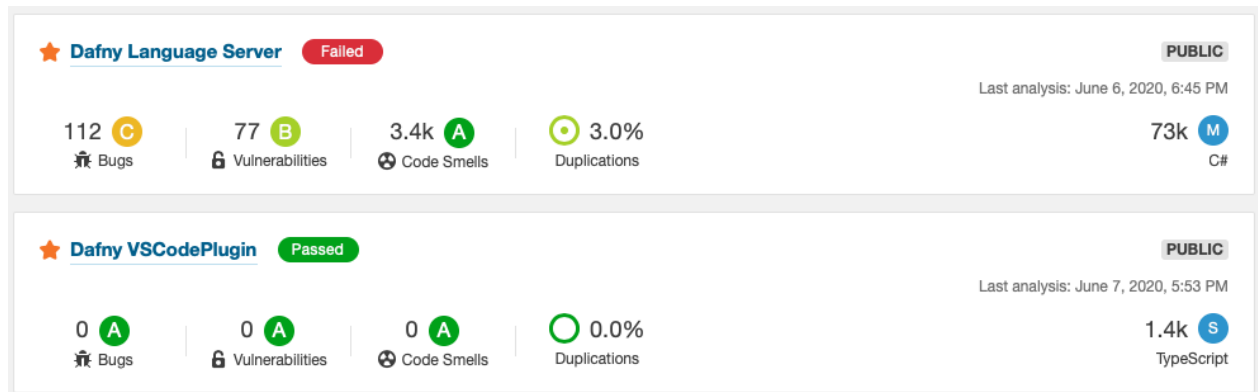 Dafny Language Server Failed PUBLIC
Last analysis: June 6, 2020, 6:45 PM
112 C 77 B 3.4k A 3.0% 73k M
Bugs Vulnerabilities Code Smells Duplications C#
Dafny VSCodePlugin Passed PUBLIC
Last analysis: June 7, 2020, 5:53 PM
0 A 0 A 0 A 0.0% 1.4k S
Bugs Vulnerabilities Code Smells Duplications TypeScript